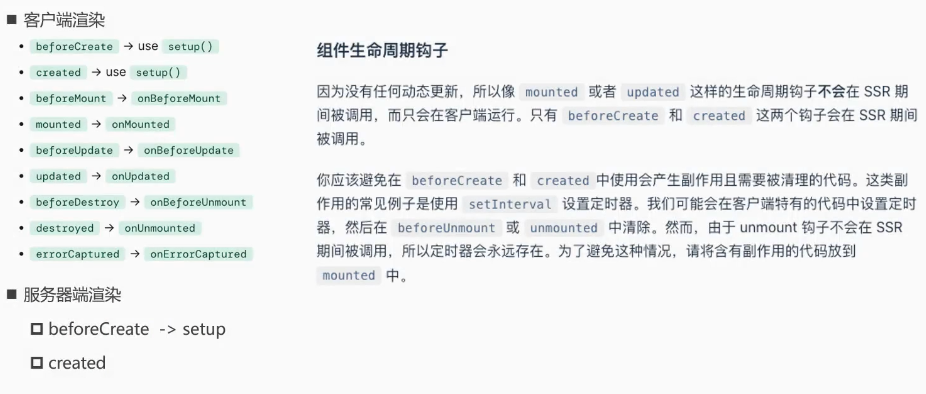 客户端渲染
beforeCreate → use setup()
created → use setup()
beforeMount → onBeforeMount
mounted → onMounted
beforeUpdate → onBeforeUpdate
updated → onUpdated
beforeDestroy → onBeforeUnmount
destroyed → onUnmounted
errorCaptured → onErrorCaptured
服务器端渲染
beforeCreate -> setup
created
组件生命周期钩子
因为没有任何动态更新，所以像 mounted 或者 updated 这样的生命周期钩子不会在 SSR 期
间被调用，而只会在客户端运行。只有 beforeCreate 和 created 这两个钩子会在 SSR 期间
被调用。
你应该避免在 beforeCreate 和 created 中使用会产生副作用且需要被清理的代码。这类副
作用的常见例子是使用 setInterval 设置定时器。我们可能会在客户端特有的代码中设置定时
器，然后在 beforeUnmount 或 unmounted 中清除。然而，由于 unmount 钩子不会在 SSR
期间被调用，所以定时器会永远存在。为了避免这种情况，请将含有副作用的代码放到
mounted 中。